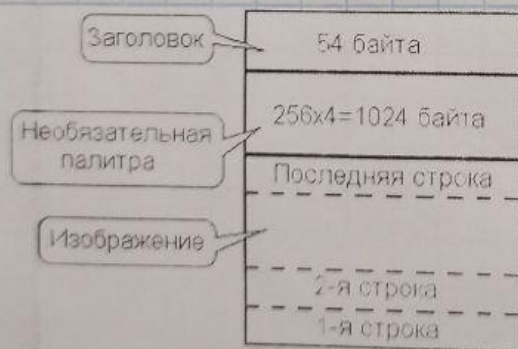 Заголовок
54 байта
Необязательная
палитра
256x4=1024 байта
Последняя строка
Изображение
2-я строка
1-я строка